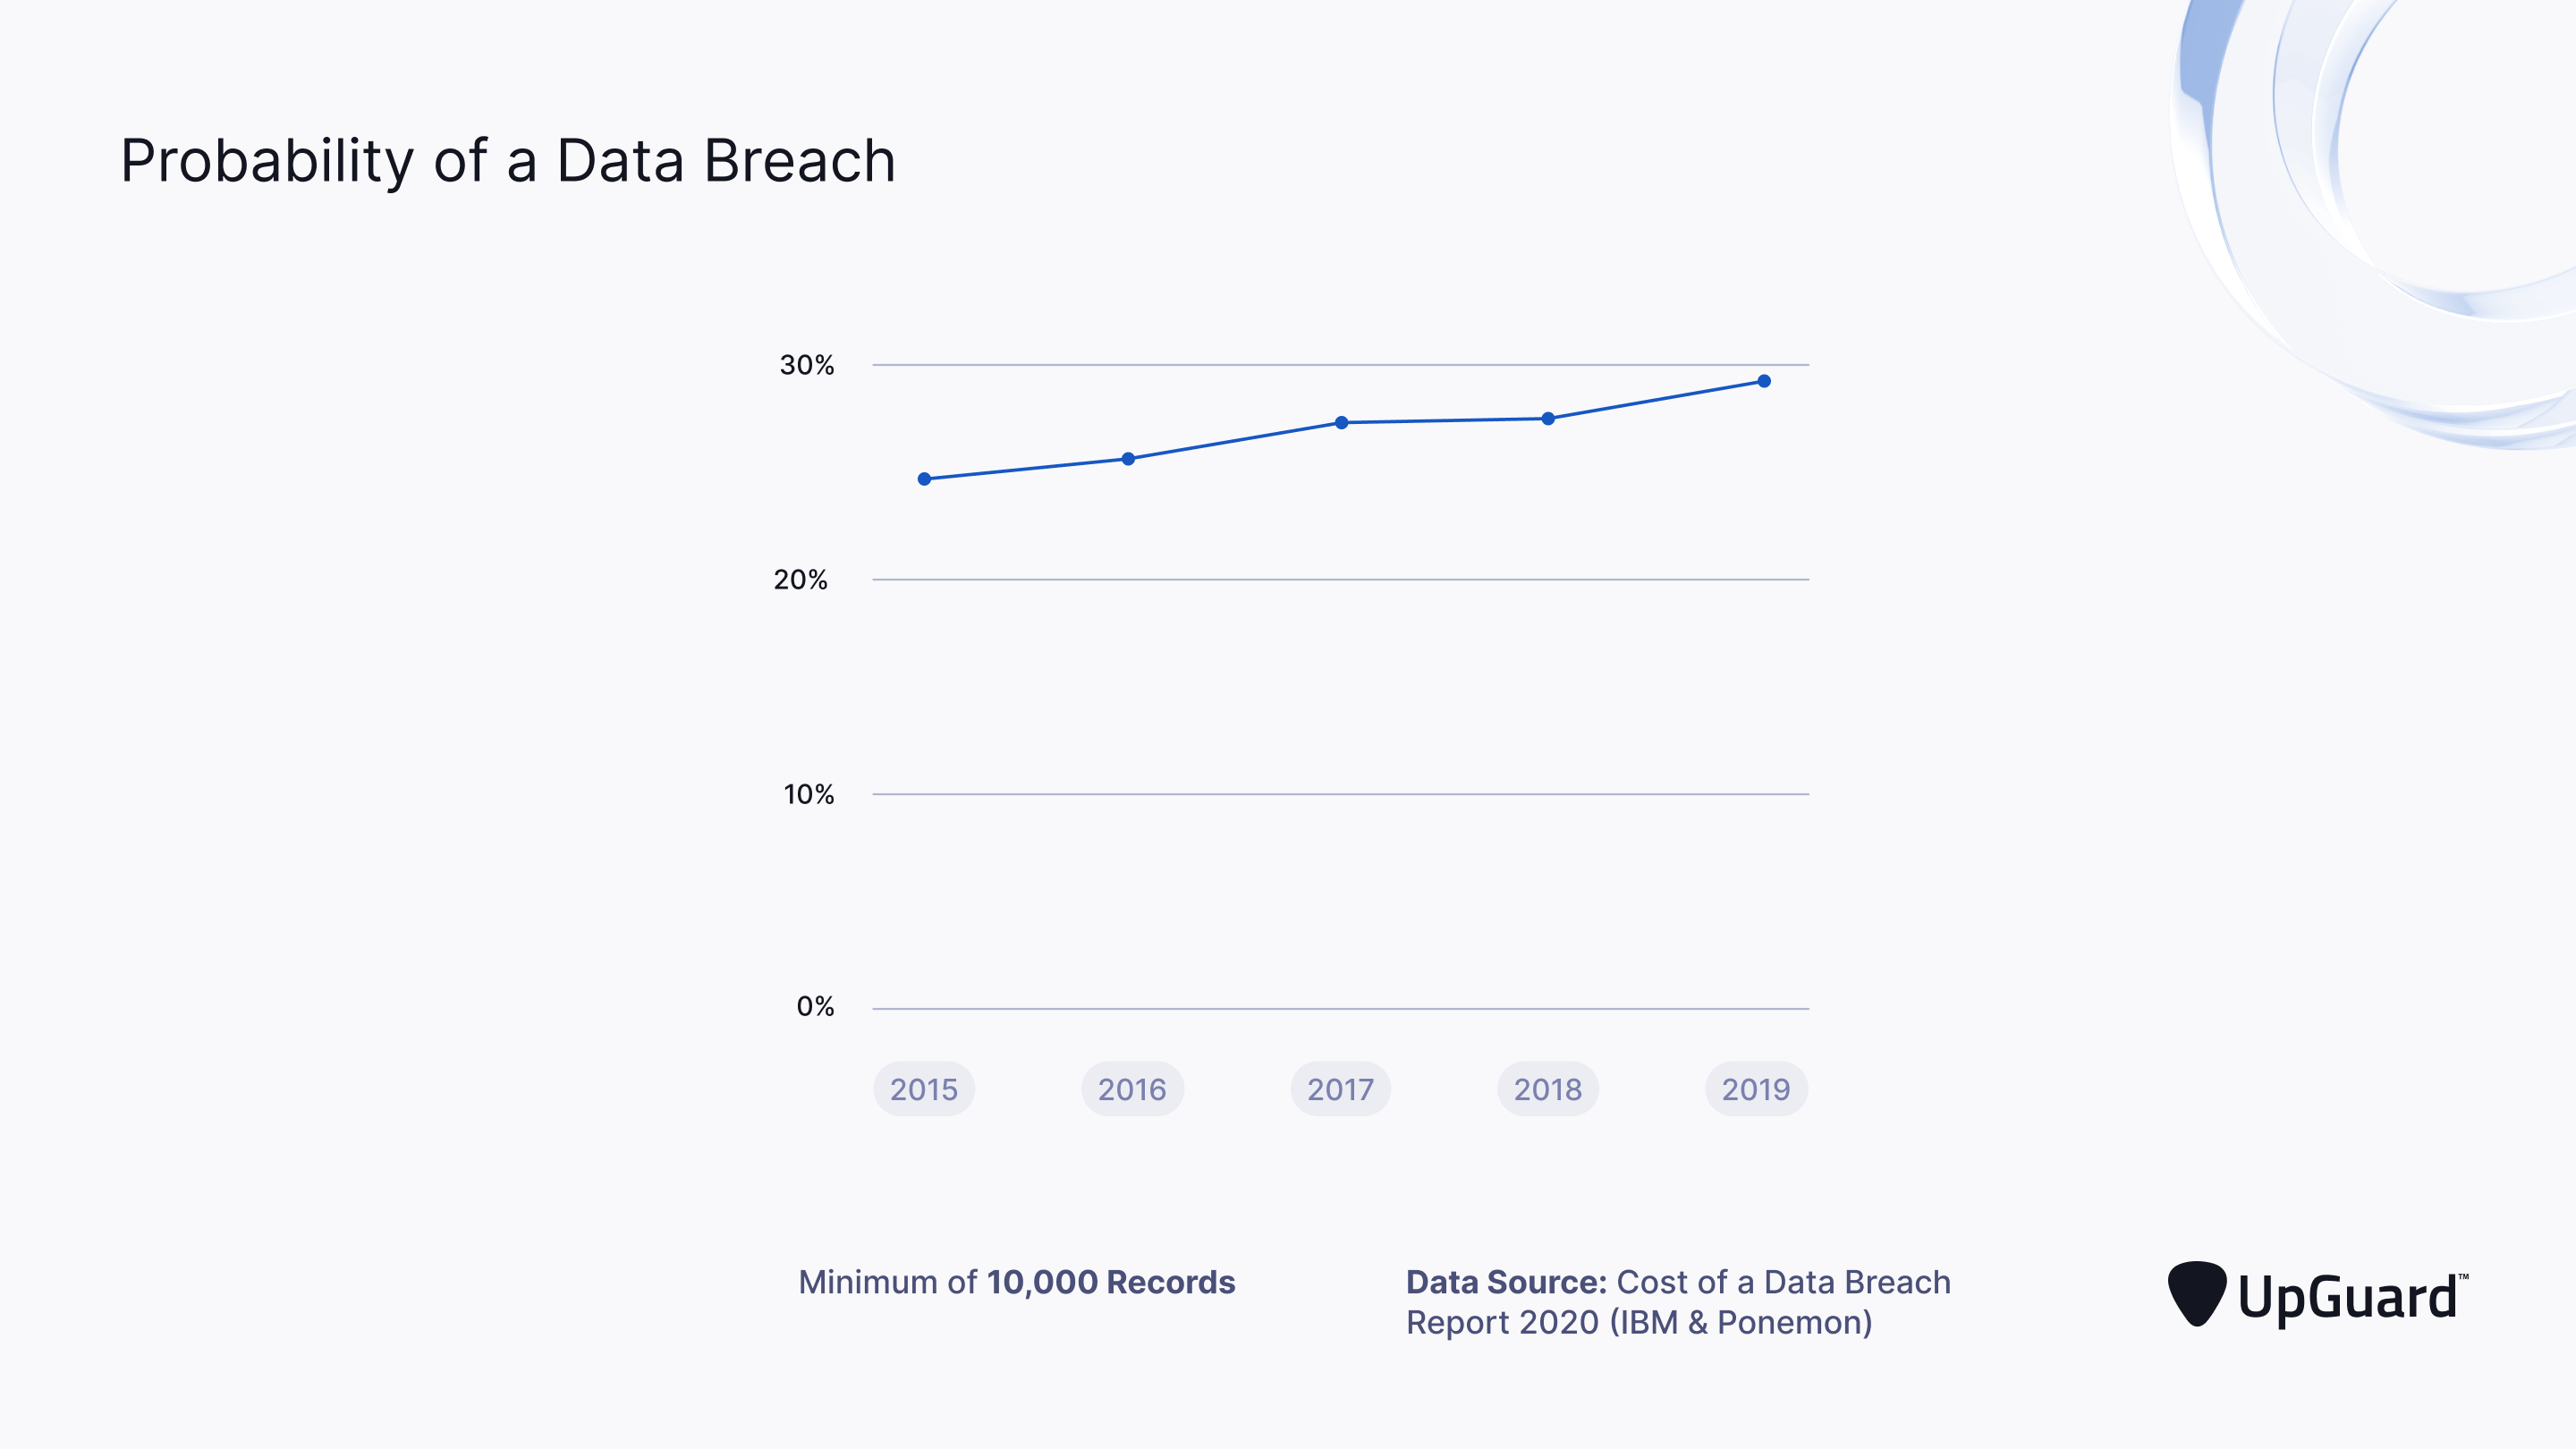 Probability of a Data Breach
30%
20%
10%
0%
2015 2016 2017 2018 2019
Minimum of 10,000 Records
Data Source: Cost of a Data Breach
Report 2020 (IBM & Ponemon)
UpGuard™